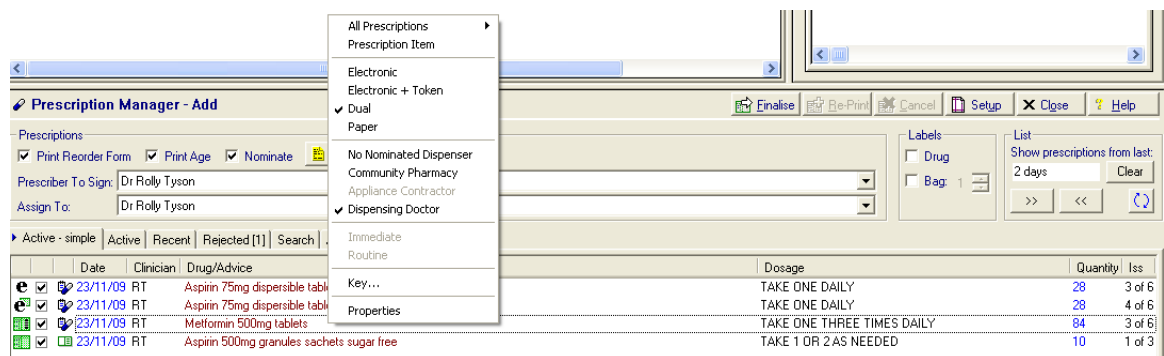 All Prescriptions
Prescription Item
Electronic
Electronic + Token
Dual
Paper
No Nominated Dispenser
Community Pharmacy
Appliance Contractor
Dispensing Doctor
Immediate
Routine
Key...
Properties
Prescription Manager - Add
Finalise Re-Print Cancel Setup Close Help
Prescriptions
Print Reorder Form Print Age Nominate
Prescriber To Sign: Dr Rolly Tyson
Assign To: Dr Rolly Tyson
Labels
Drug
Bag: 1
List
Show prescriptions from last:
2 days Clear
>> <<
Active - simple Active Recent Rejected [1] Search
Date Clinician Drug/Advice Dosage Quantity Iss
e 23/11/09 RT Aspirin 75mg dispersible TAKE ONE DAILY 28 3 of 6
e 23/11/09 RT Aspirin 75mg dispersible TAKE ONE DAILY 28 4 of 6
23/11/09 RT Metformin 500mg tablets TAKE ONE THREE TIMES DAILY 84 3 of 6
23/11/09 RT Aspirin 500mg granules sachets sugar free TAKE 1 OR 2 AS NEEDED 10 1 of 3